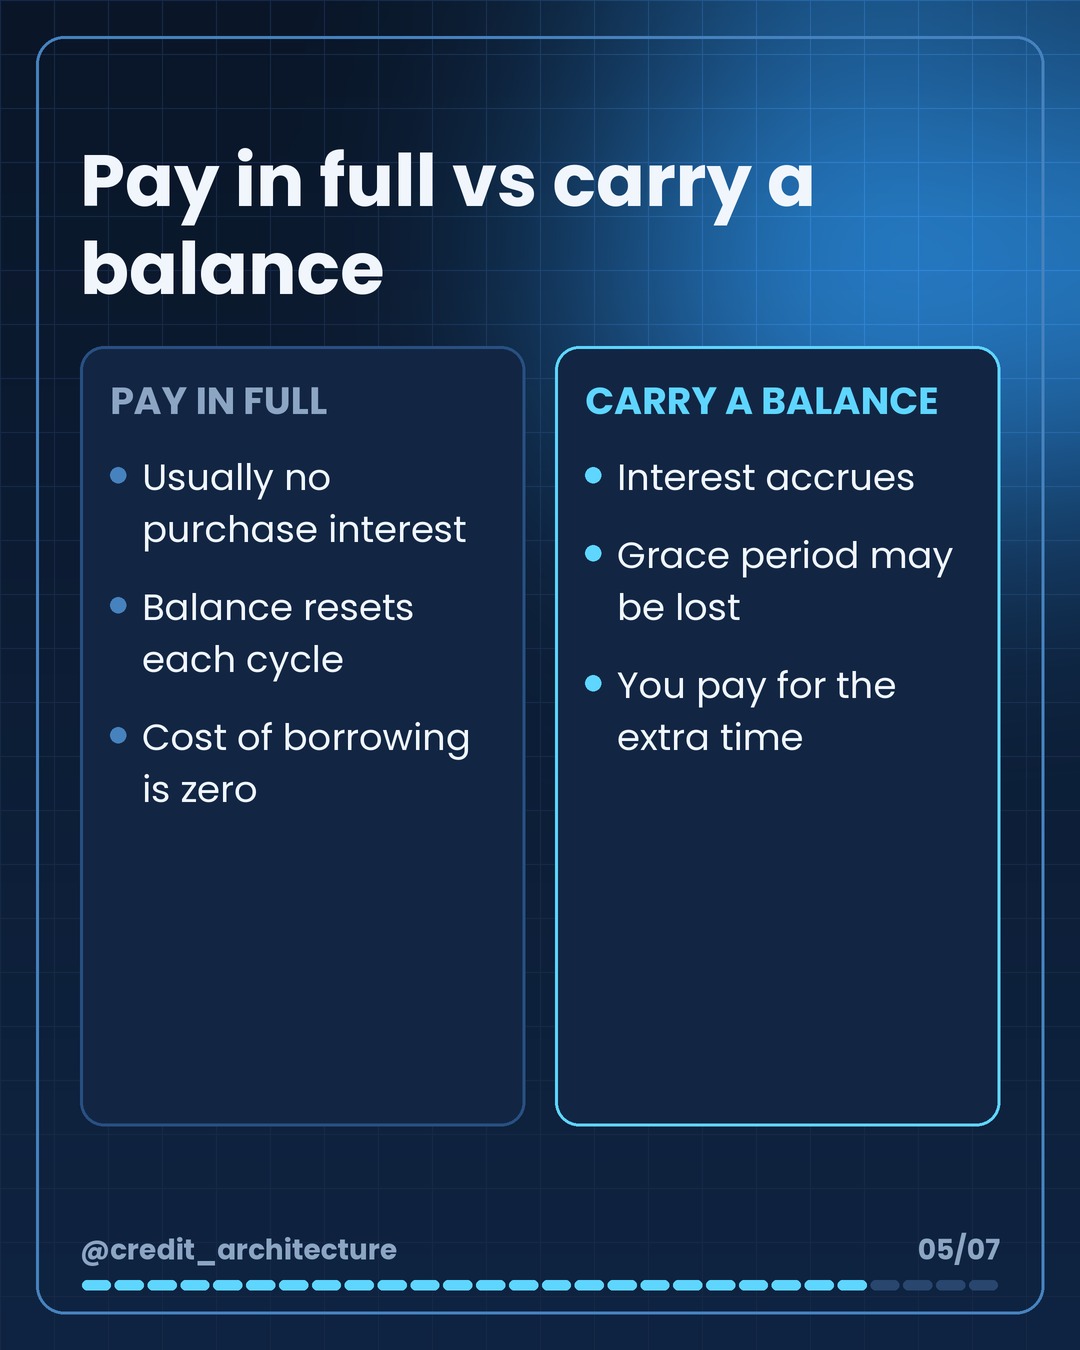 Pay in full vs carry a
balance
PAY IN FULL
Usually no
purchase interest
Balance resets
each cycle
Cost of borrowing
is zero
CARRY A BALANCE
Interest accrues
Grace period may
be lost
You pay for the
extra time
@credit_architecture
05/07